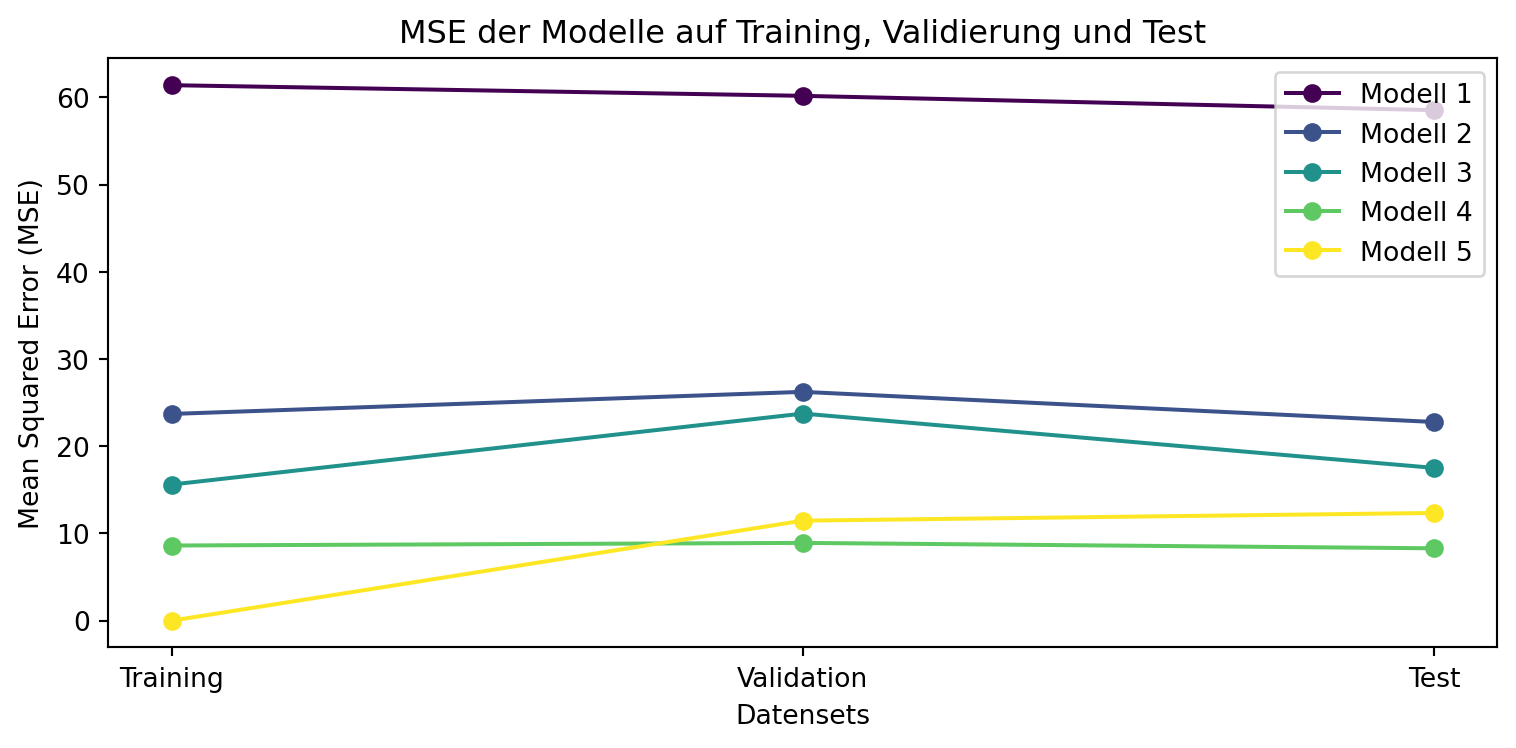 MSE der Modelle auf Training, Validierung und Test
Mean Squared Error (MSE)
60
50
40
30
20
10
0
Modell 1
Modell 2
Modell 3
Modell 4
Modell 5
Training
Validation
Test
Datensets